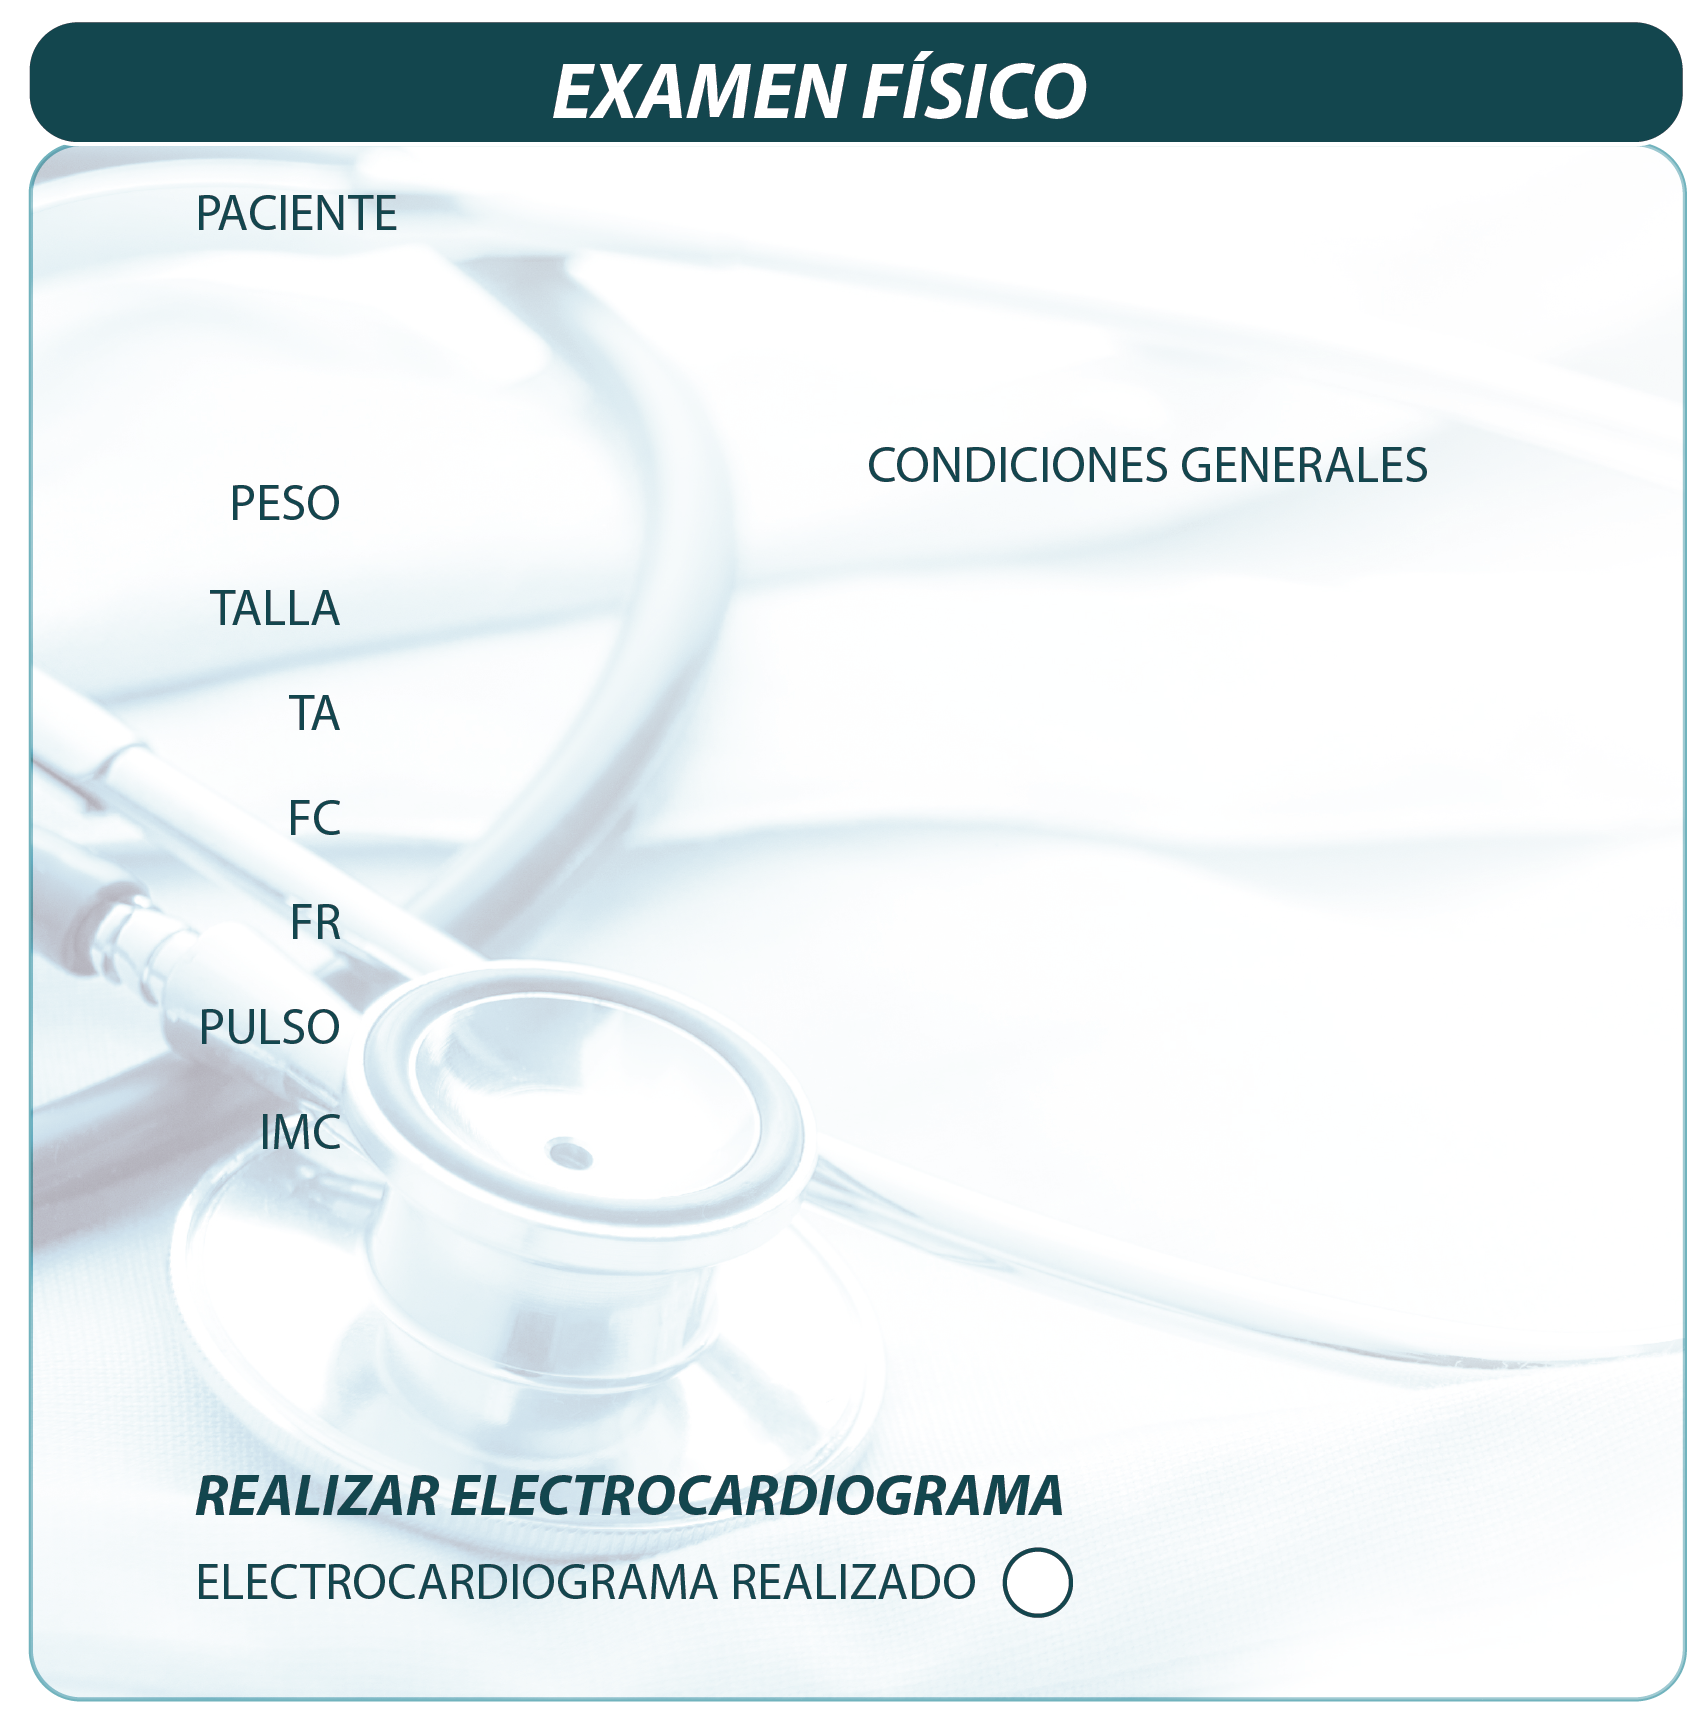 EXAMEN FÍSICO
PACIENTE
CONDICIONES GENERALES
PESO
TALLA
TA
FC
FR
PULSO
IMC
REALIZAR ELECTROCARDIOGRAMA
ELECTROCARDIOGRAMA REALIZADO